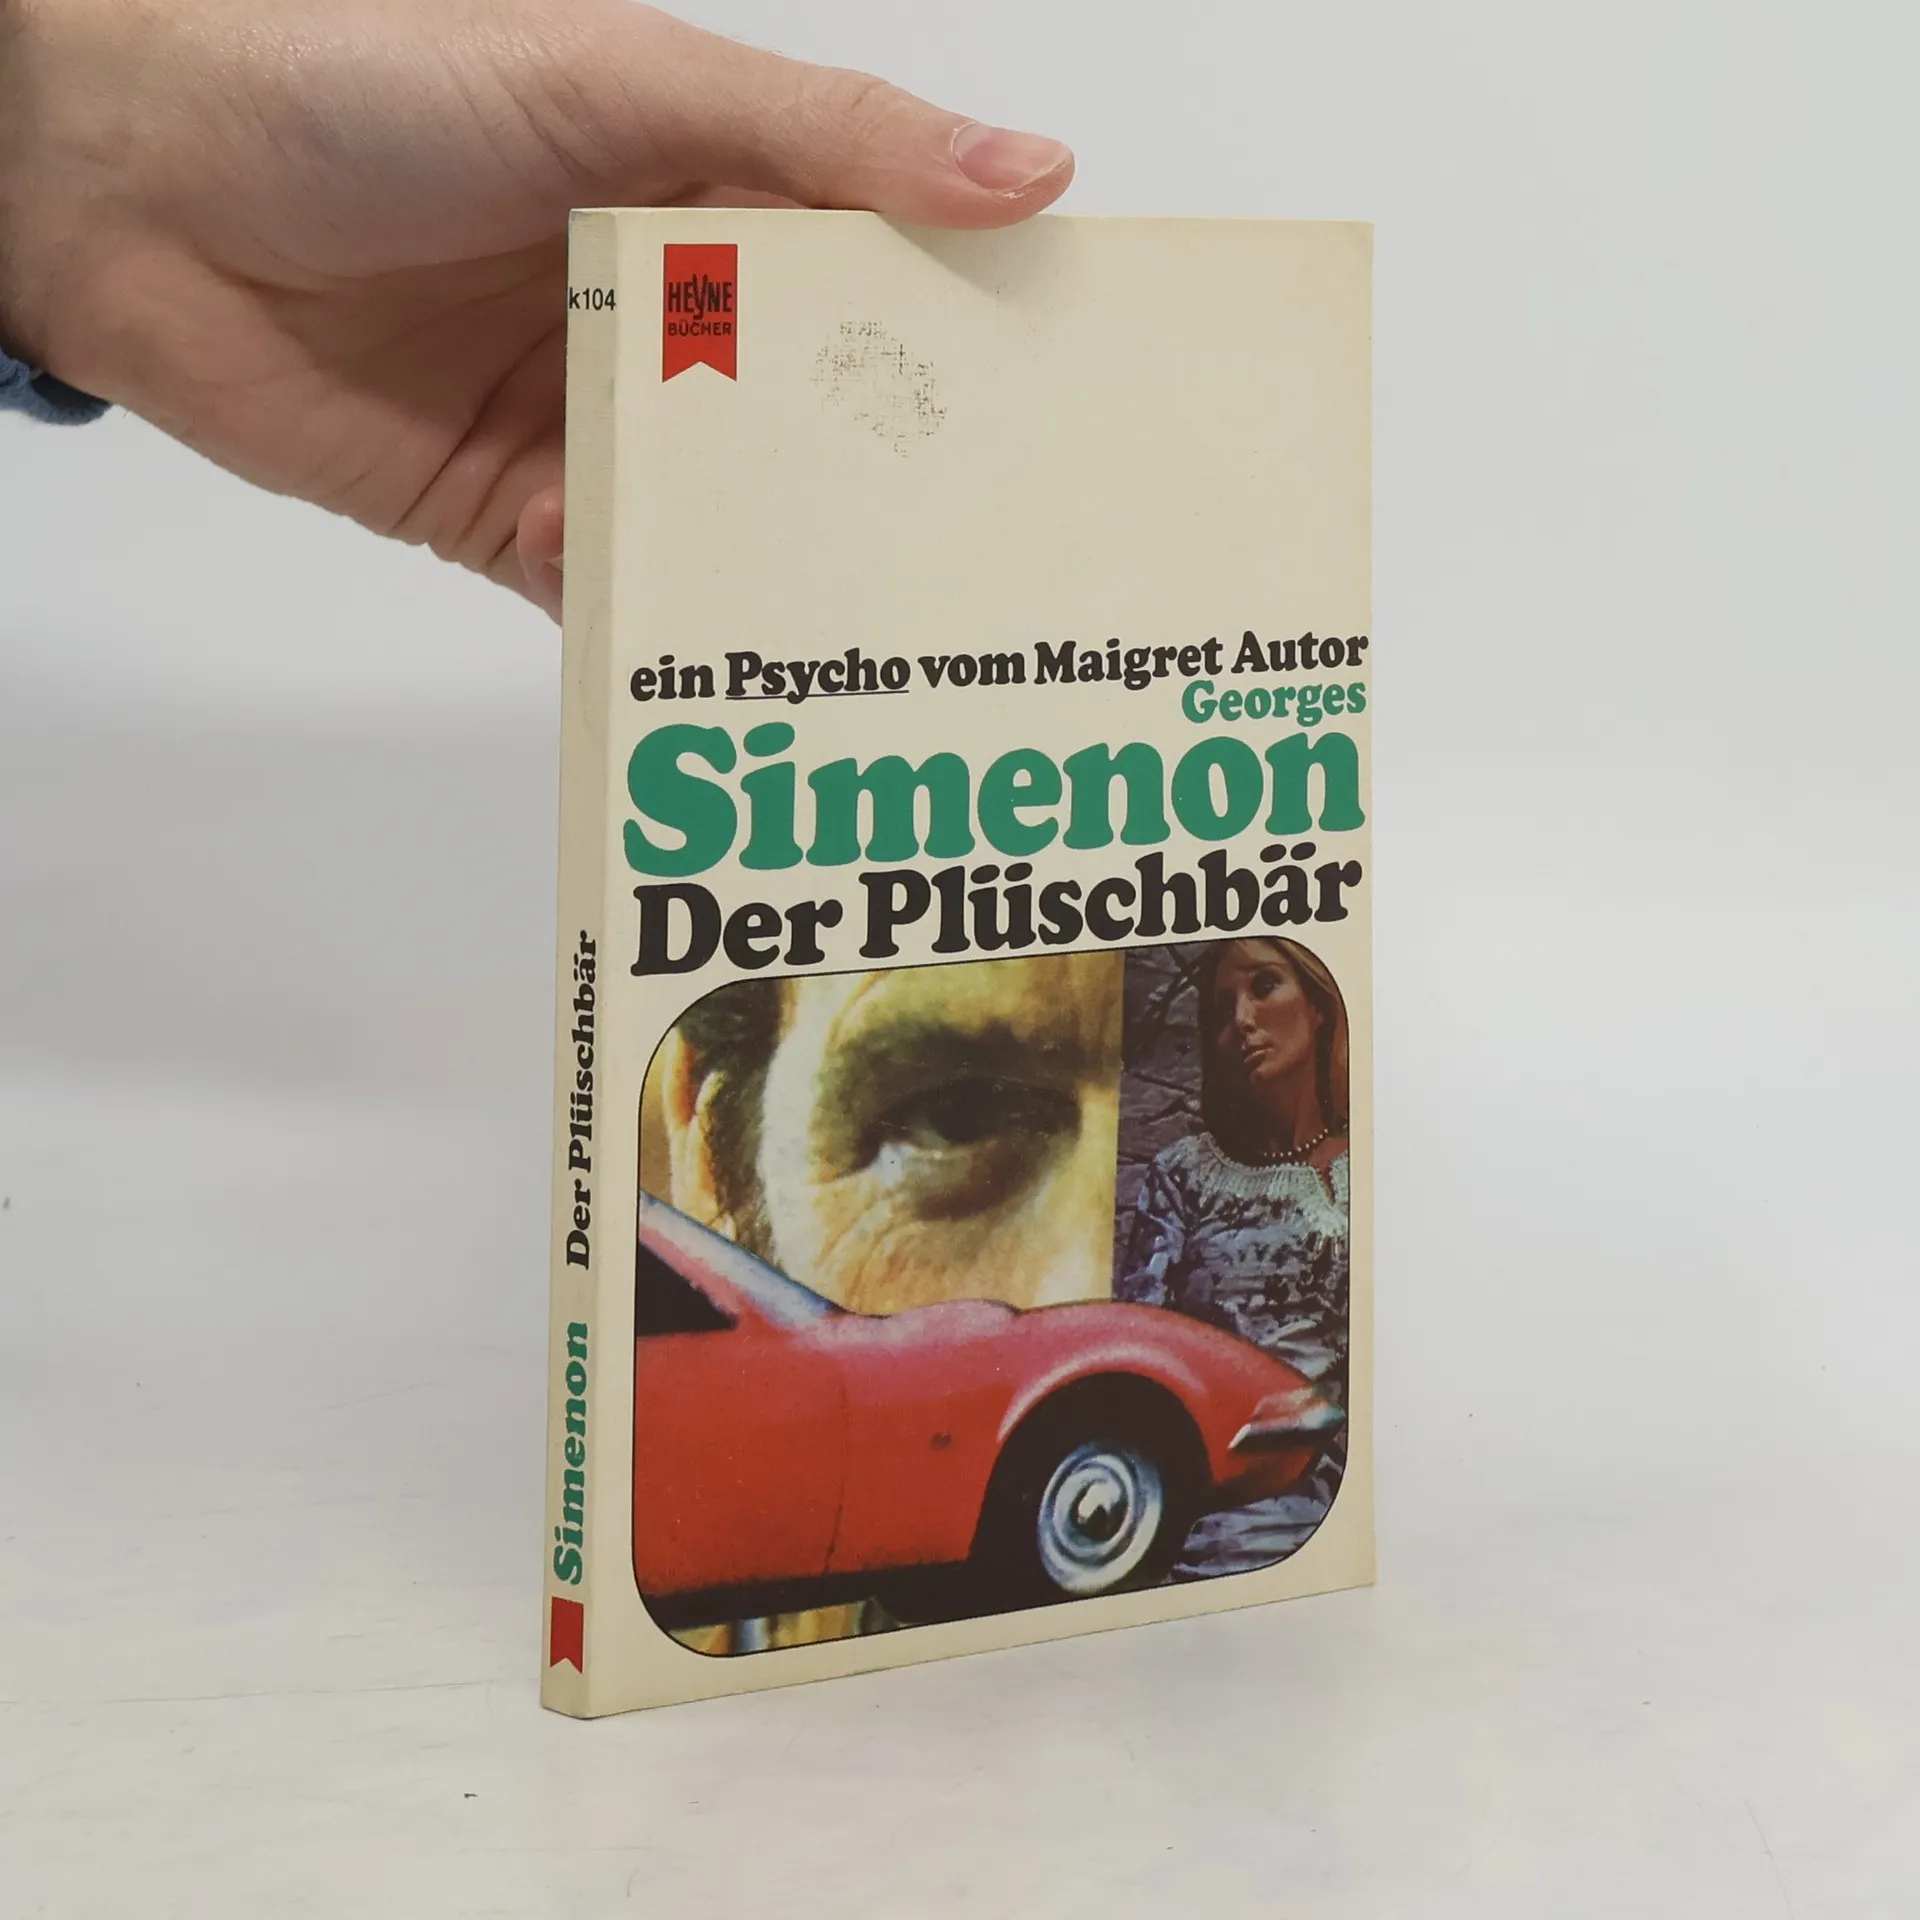 k104
HEYNE
BÜCHER
ein Psycho vom Maigret Autor
Georges
Simenon
Der Plüschbär
Simenon Der Plüschbär